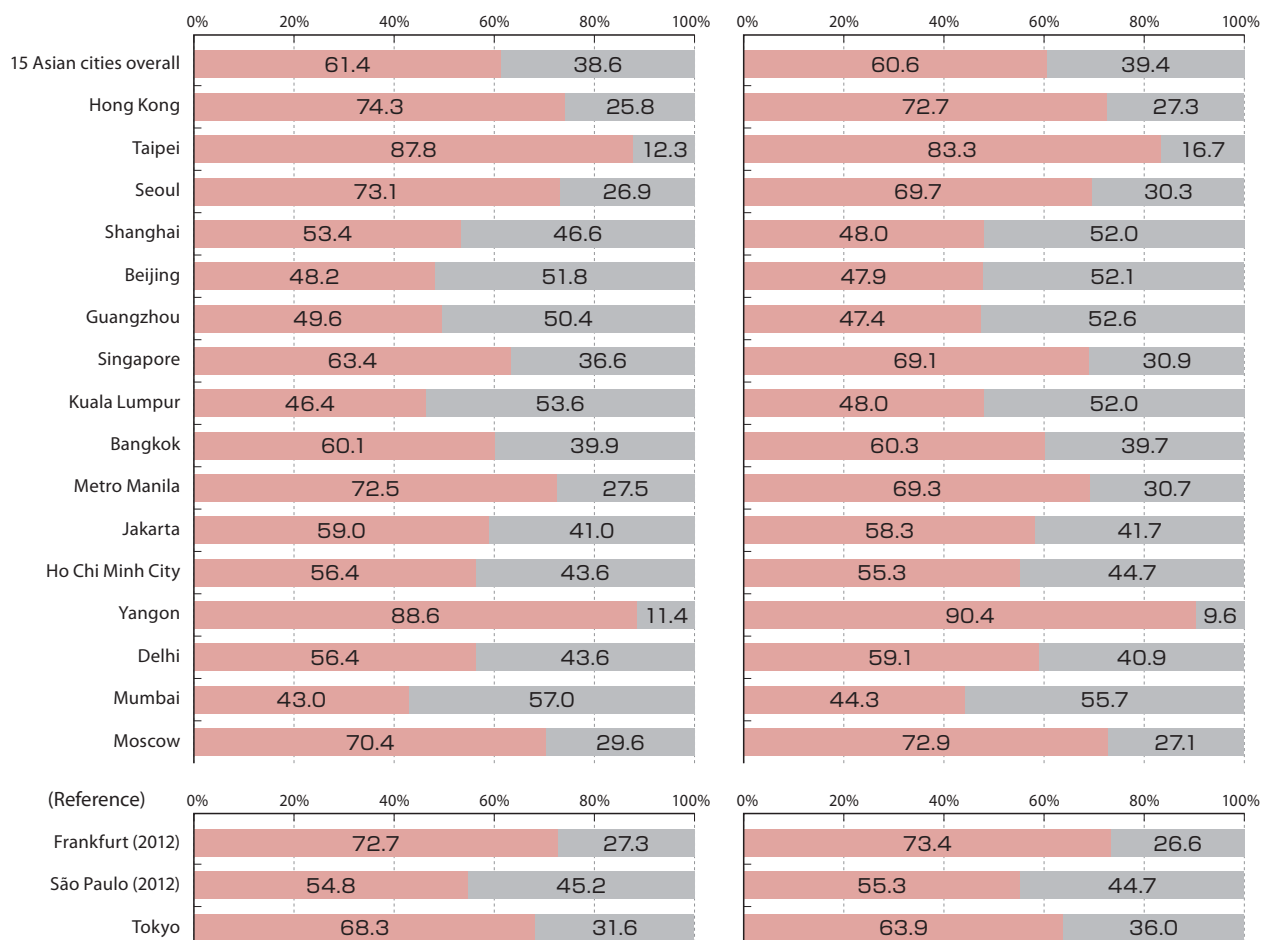 0% 20% 40% 60% 80% 100% 0% 20% 40% 60% 80% 100%
15 Asian cities overall 61.4 38.6 60.6 39.4
Hong Kong 74.3 25.8 72.7 27.3
Taipei 87.8 12.3 83.3 16.7
Seoul 73.1 26.9 69.7 30.3
Shanghai 53.4 46.6 48.0 52.0
Beijing 48.2 51.8 47.9 52.1
Guangzhou 49.6 50.4 47.4 52.6
Singapore 63.4 36.6 69.1 30.9
Kuala Lumpur 46.4 53.6 48.0 52.0
Bangkok 60.1 39.9 60.3 39.7
Metro Manila 72.5 27.5 69.3 30.7
Jakarta 59.0 41.0 58.3 41.7
Ho Chi Minh City 56.4 43.6 55.3 44.7
Yangon 88.6 11.4 90.4 9.6
Delhi 56.4 43.6 59.1 40.9
Mumbai 43.0 57.0 44.3 55.7
Moscow 70.4 29.6 72.9 27.1
(Reference) 0% 20% 40% 60% 80% 100% 0% 20% 40% 60% 80% 100%
Frankfurt (2012) 72.7 27.3 73.4 26.6
São Paulo (2012) 54.8 45.2 55.3 44.7
Tokyo 68.3 31.6 63.9 36.0